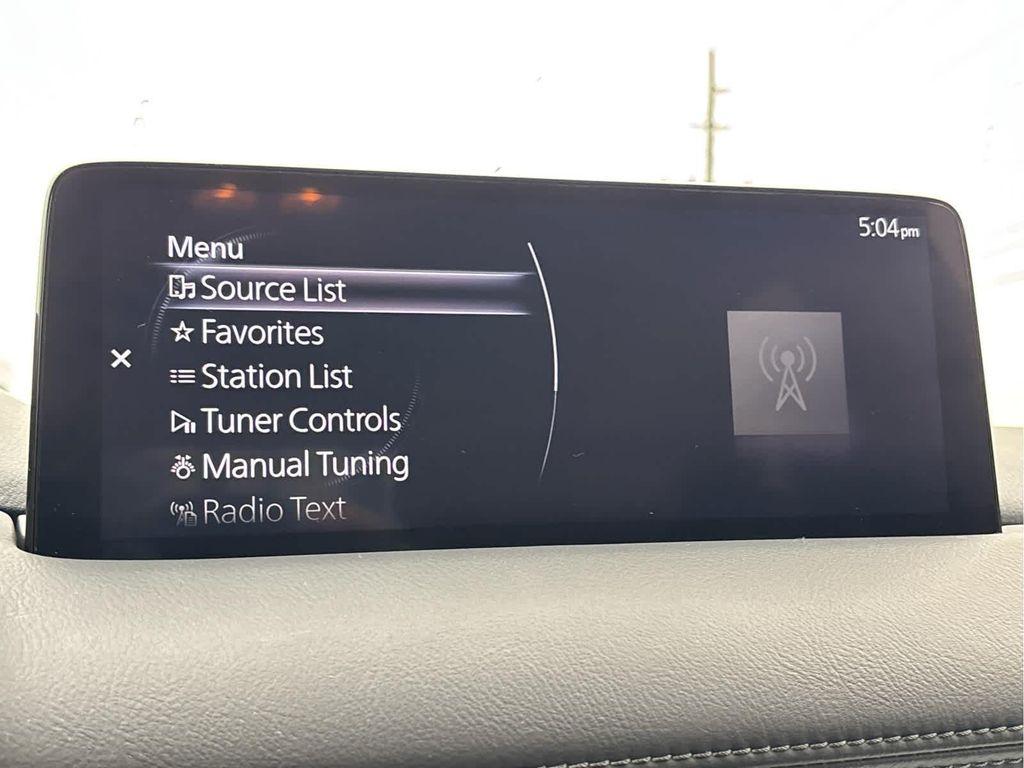 5:04pm
Menu
Source List
Favorites
Station List
Tuner Controls
Manual Tuning
Radio Text